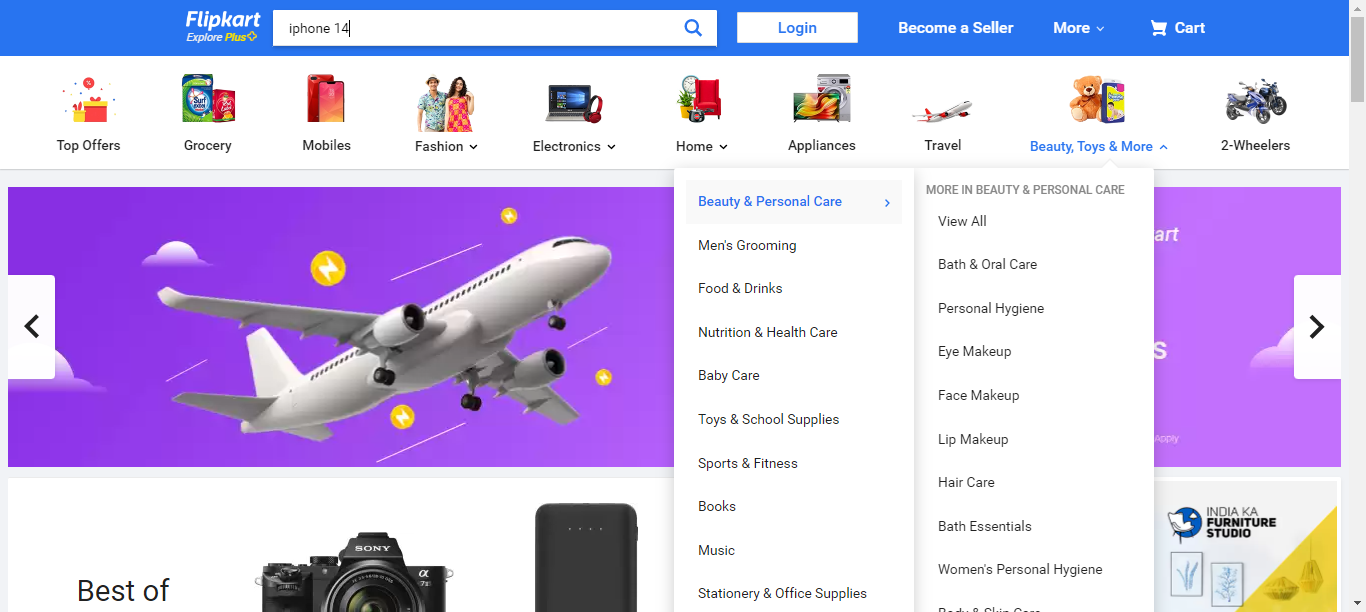 Flipkart
Explore Plus
iphone 14
Login
Become a Seller
More
Cart
Top Offers
Grocery
Mobiles
Fashion
Electronics
Home
Appliances
Travel
Beauty, Toys & More
2-Wheelers
Beauty & Personal Care
Men's Grooming
Food & Drinks
Nutrition & Health Care
Baby Care
Toys & School Supplies
Sports & Fitness
Books
Music
Stationery & Office Supplies
MORE IN BEAUTY & PERSONAL CARE
View All
Bath & Oral Care
Personal Hygiene
Eye Makeup
Face Makeup
Lip Makeup
Hair Care
Bath Essentials
Women's Personal Hygiene
Body & Skin Care
art
s
Apply
Best of
SONY
α
INDIA KA
FURNITURE
STUDIO